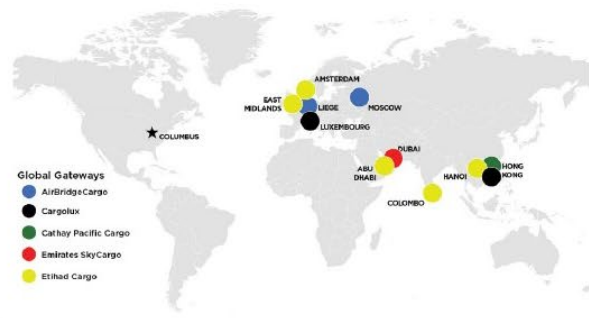 AMSTERDAM
EAST
MIDLANDS
LIEGE
MOSCOW
LUXEMBOURG
COLUMBUS
DUBAI
ABU
DHABI
HANOI
HONG
KONG
COLOMBO
Global Gateways
AirBridgeCargo
Cargolux
Cathay Pacific Cargo
Emirates SkyCargo
Etihad Cargo